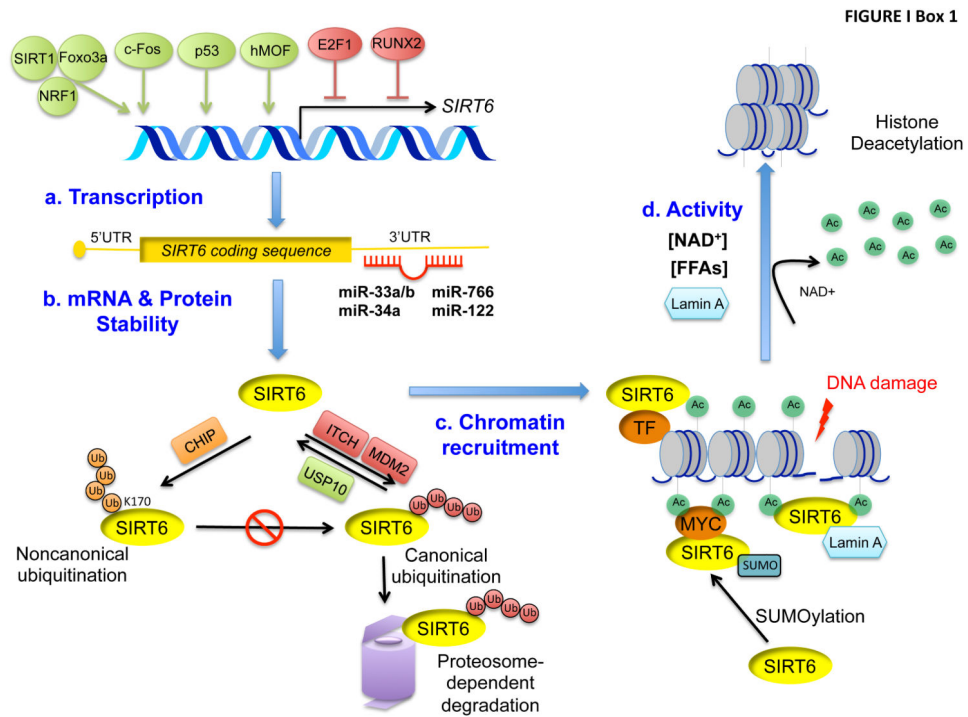 FIGURE I Box 1
SIRT1
Foxo3a
NRF1
c-Fos
p53
hMOF
E2F1
RUNX2
SIRT6
a. Transcription
5'UTR
SIRT6 coding sequence
3'UTR
miR-33a/b
miR-766
miR-34a
miR-122
b. mRNA & Protein
Stability
SIRT6
CHIP
ITCH
MDM2
USP10
Ub
Ub
Ub
Ub
K170
SIRT6
Noncanonical
ubiquitination
Ub
Ub
Ub
Ub
SIRT6
Canonical
ubiquitination
Ub
Ub
Ub
Ub
SIRT6
Proteosome-
dependent
degradation
c. Chromatin
recruitment
Histone
Deacetylation
d. Activity
[NAD+]
[FFAs]
Lamin A
Ac
Ac
Ac
Ac
Ac
Ac
Ac
Ac
NAD+
DNA damage
SIRT6
TF
Ac
Ac
Ac
Ac
Ac
Ac
Ac
MYC
SIRT6
SUMO
SIRT6
Lamin A
SUMOylation
SIRT6